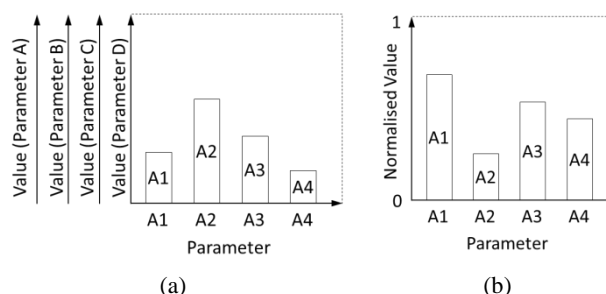 Value (Parameter A)
Value (Parameter B)
Value (Parameter C)
Value (Parameter D)
A1
A2
A3
A4
A1 A2 A3 A4
Parameter
(a)
1
Normalised Value
0
A1
A2
A3
A4
A1 A2 A3 A4
Parameter
(b)